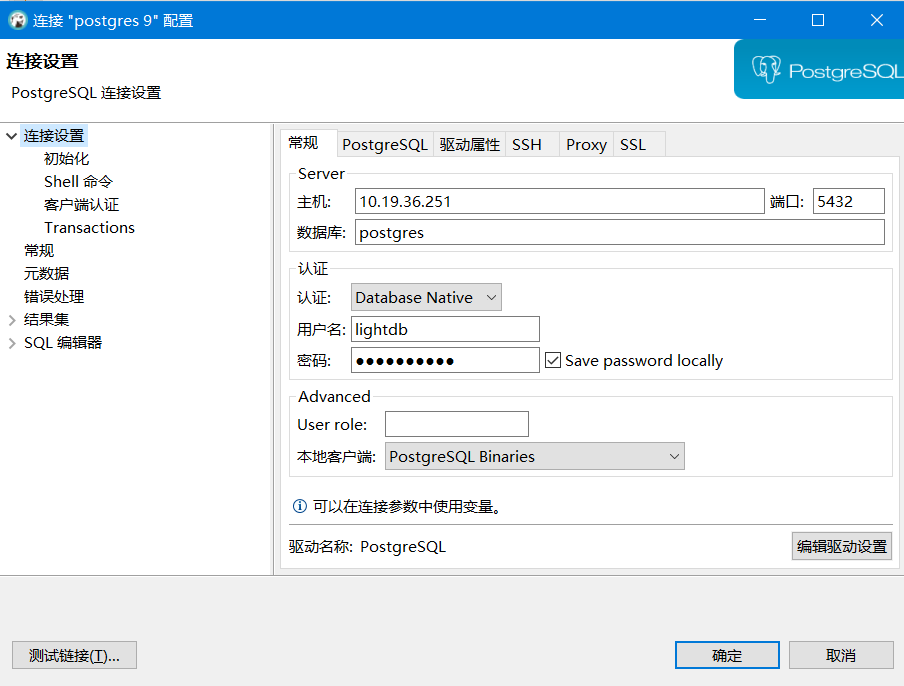 连接 "postgres 9" 配置
连接设置
PostgreSQL 连接设置
PostgreSQL
连接设置
初始化
Shell 命令
客户端认证
Transactions
常规
元数据
错误处理
结果集
SQL 编辑器
常规 PostgreSQL 驱动属性 SSH Proxy SSL
Server
主机: 10.19.36.251 端口: 5432
数据库: postgres
认证
认证: Database Native
用户名: lightdb
密码: ●●●●●●●●●● Save password locally
Advanced
User role:
本地客户端: PostgreSQL Binaries
可以在连接参数中使用变量。
驱动名称: PostgreSQL 编辑驱动设置
测试链接(T)... 确定 取消